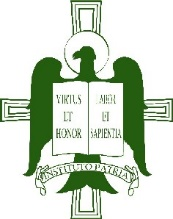 VIRTUS
ET
HONOR
LABOR
ET
SAPIENTIA
INSTITUTO PATRIA